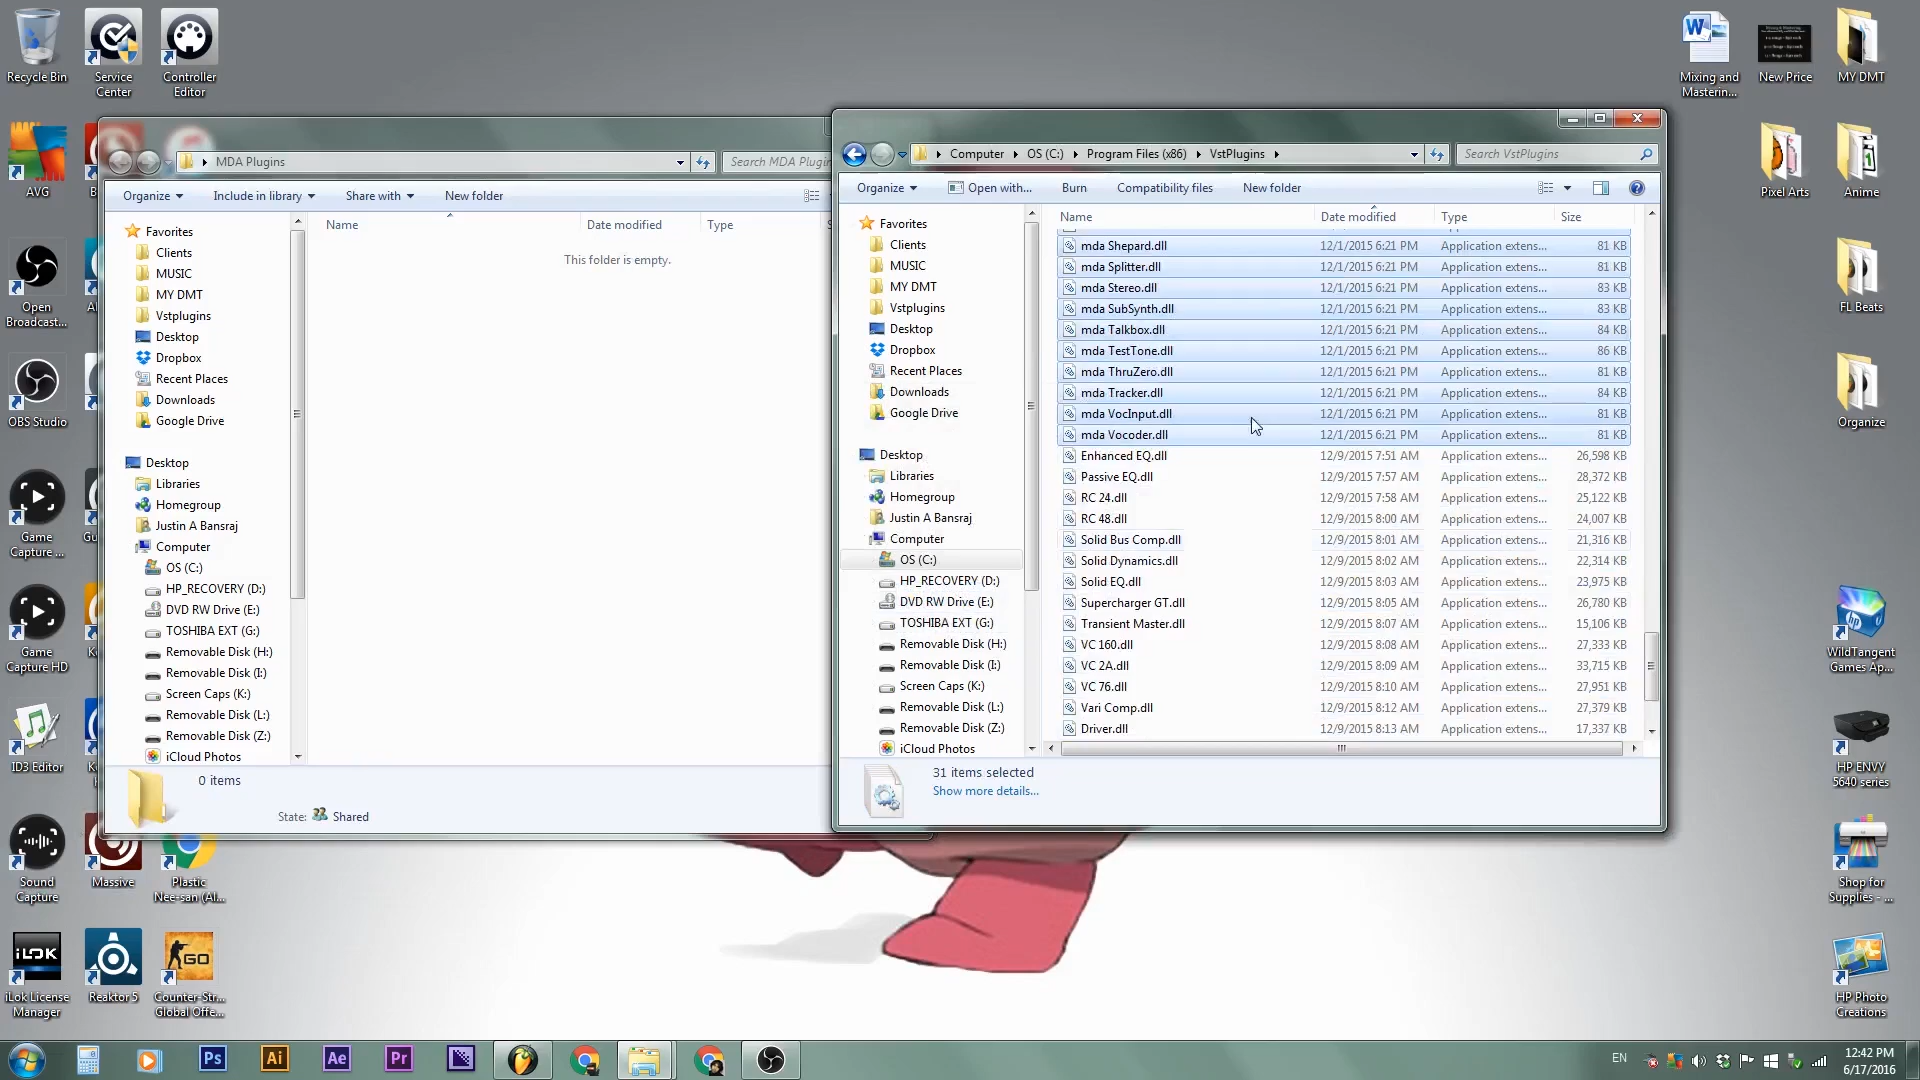 Recycle Bin
Service
Center
Controller
Editor
AVG
Open
Broadcast...
OBS Studio
Game
Capture ...
Game
Capture HD
ID3 Editor
Sound
Capture
Massive
Plastic
Nee-san (Al...
iLok License
Manager
Reaktor 5
Counter-Str...
Global Offe...
MDA Plugins
Search MDA Plugin
Organize
Include in library
Share with
New folder
Name
Date modified
Type
This folder is empty.
Favorites
Clients
MUSIC
MY DMT
Vstplugins
Desktop
Dropbox
Recent Places
Downloads
Google Drive
Desktop
Libraries
Homegroup
Justin A Bansraj
Computer
OS (C:)
HP_RECOVERY (D:)
DVD RW Drive (E:)
TOSHIBA EXT (G:)
Removable Disk (H:)
Removable Disk (I:)
Screen Caps (K:)
Removable Disk (L:)
Removable Disk (Z:)
iCloud Photos
0 items
State: Shared
Computer OS (C:) Program Files (x86) VstPlugins
Search VstPlugins
Organize
Open with...
Burn
Compatibility files
New folder
Favorites
Clients
MUSIC
MY DMT
Vstplugins
Desktop
Dropbox
Recent Places
Downloads
Google Drive
Desktop
Libraries
Homegroup
Justin A Bansraj
Computer
OS (C:)
HP_RECOVERY (D:)
DVD RW Drive (E:)
TOSHIBA EXT (G:)
Removable Disk (H:)
Removable Disk (I:)
Screen Caps (K:)
Removable Disk (L:)
Removable Disk (Z:)
iCloud Photos
Name Date modified Type Size
mda Shepard.dll 12/1/2015 6:21 PM Application extens... 81 KB
mda Splitter.dll 12/1/2015 6:21 PM Application extens... 81 KB
mda Stereo.dll 12/1/2015 6:21 PM Application extens... 83 KB
mda SubSynth.dll 12/1/2015 6:21 PM Application extens... 83 KB
mda Talkbox.dll 12/1/2015 6:21 PM Application extens... 84 KB
mda TestTone.dll 12/1/2015 6:21 PM Application extens... 86 KB
mda ThruZero.dll 12/1/2015 6:21 PM Application extens... 81 KB
mda Tracker.dll 12/1/2015 6:21 PM Application extens... 84 KB
mda VocInput.dll 12/1/2015 6:21 PM Application extens... 81 KB
mda Vocoder.dll 12/1/2015 6:21 PM Application extens... 81 KB
Enhanced EQ.dll 12/9/2015 7:51 AM Application extens... 26,598 KB
Passive EQ.dll 12/9/2015 7:57 AM Application extens... 28,372 KB
RC 24.dll 12/9/2015 7:58 AM Application extens... 25,122 KB
RC 48.dll 12/9/2015 8:00 AM Application extens... 24,007 KB
Solid Bus Comp.dll 12/9/2015 8:01 AM Application extens... 21,316 KB
Solid Dynamics.dll 12/9/2015 8:02 AM Application extens... 22,314 KB
Solid EQ.dll 12/9/2015 8:03 AM Application extens... 23,975 KB
Supercharger GT.dll 12/9/2015 8:05 AM Application extens... 26,780 KB
Transient Master.dll 12/9/2015 8:07 AM Application extens... 15,106 KB
VC 160.dll 12/9/2015 8:08 AM Application extens... 27,333 KB
VC 2A.dll 12/9/2015 8:09 AM Application extens... 33,715 KB
VC 76.dll 12/9/2015 8:10 AM Application extens... 27,951 KB
Vari Comp.dll 12/9/2015 8:12 AM Application extens... 27,379 KB
Driver.dll 12/9/2015 8:13 AM Application extens... 17,337 KB
31 items selected
Show more details...
Mixing and
Masterin...
New Price
MY DMT
Pixel Arts
Anime
FL Beats
Organize
WildTangent
Games Ap...
HP ENVY
5640 series
Shop for
Supplies - ...
HP Photo
Creations
iLOK
GO
Ps
Ai
Ae
Pr
EN
12:42 PM
6/17/2016